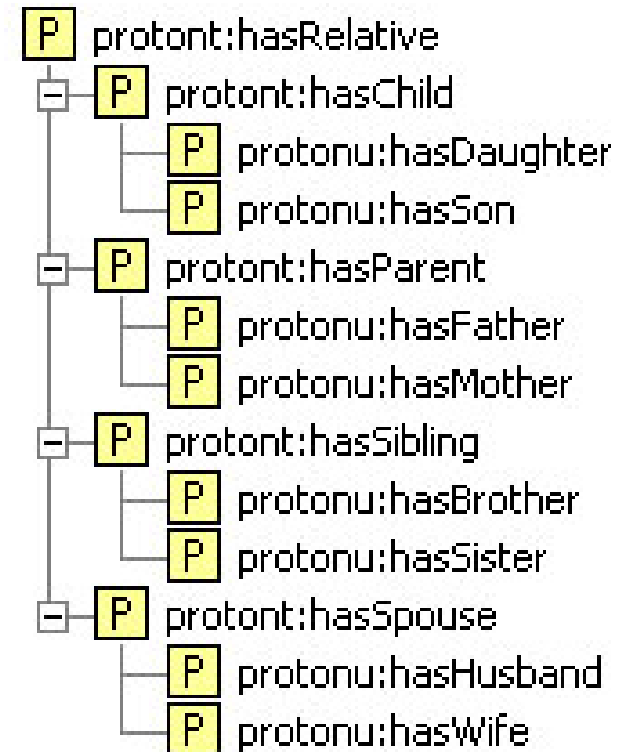 P protont:hasRelative
P protont:hasChild
P protonu:hasDaughter
P protonu:hasSon
P protont:hasParent
P protonu:hasFather
P protonu:hasMother
P protont:hasSibling
P protonu:hasBrother
P protonu:hasSister
P protont:hasSpouse
P protonu:hasHusband
P protonu:hasWife